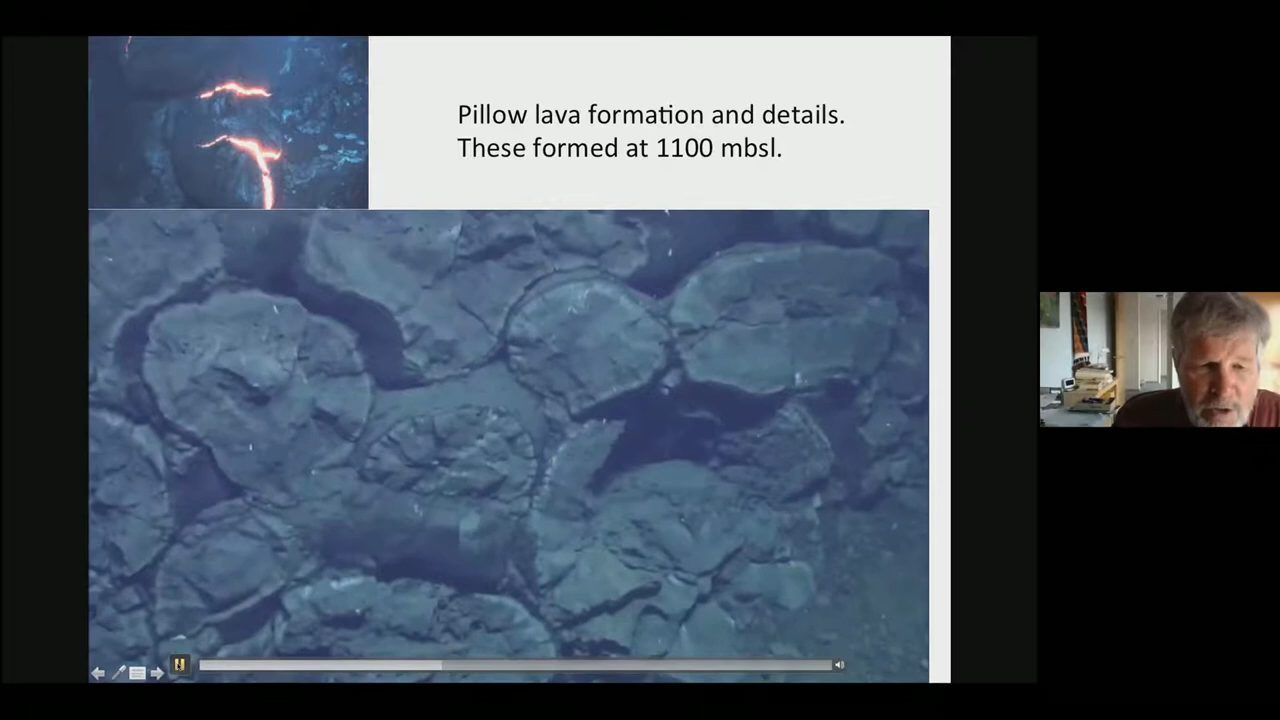 Pillow lava formation and details.
These formed at 1100 mbsl.